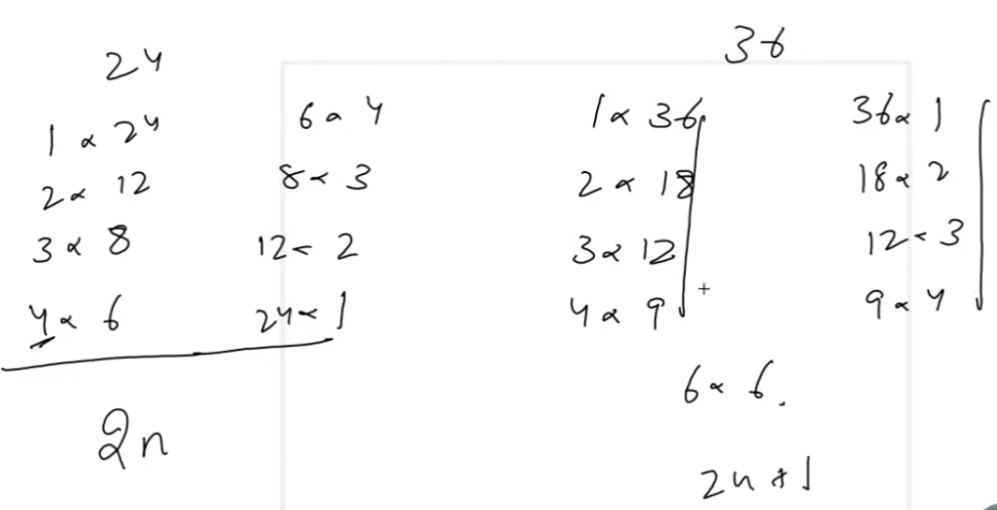 24
1 x 24
2 x 12
3 x 8
4 x 6
6 x 4
8 x 3
12 x 2
24 x 1
2n
36
1 x 36
2 x 18
3 x 12
4 x 9
36 x 1
18 x 2
12 x 3
9 x 4
6 x 6.
2n + 1